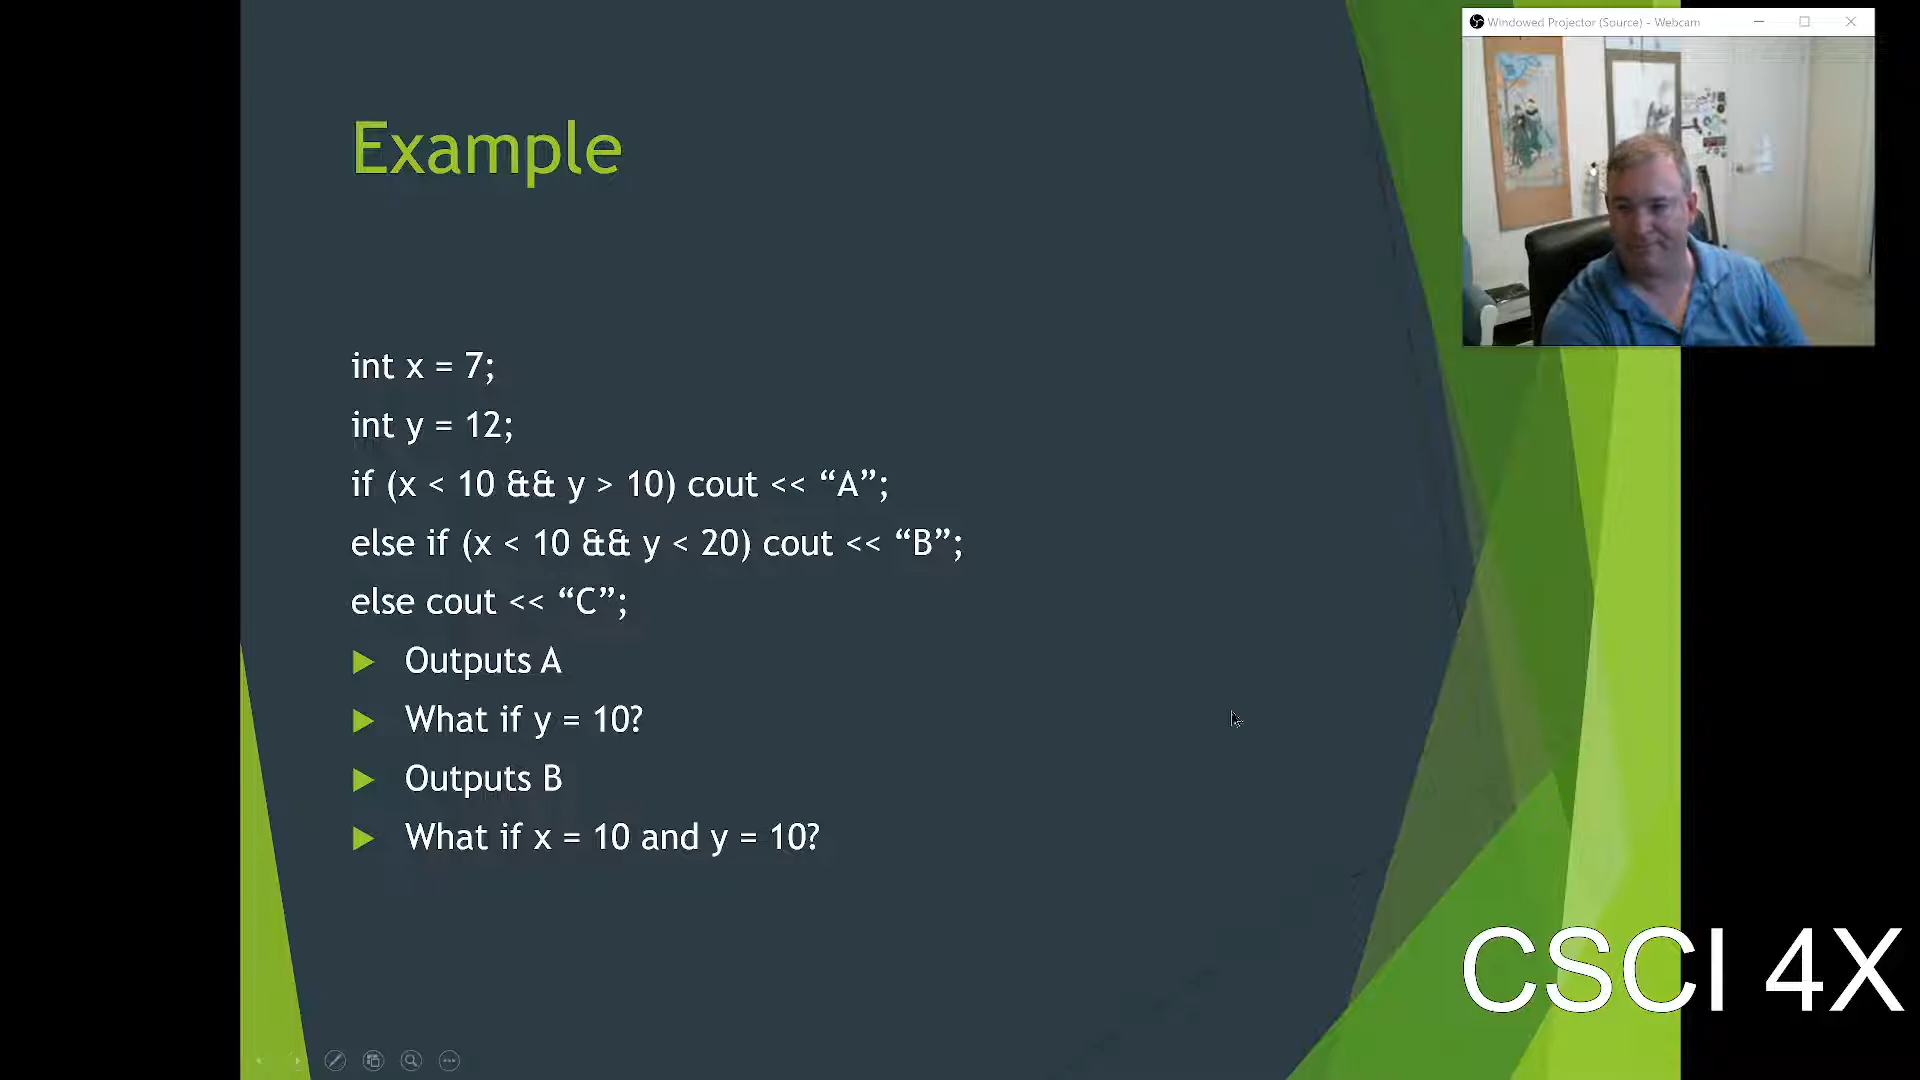 Windowed Projector (Source) - Webcam
Example
int x = 7;
int y = 12;
if (x < 10 && y > 10) cout << “A”;
else if (x < 10 && y < 20) cout << “B”;
else cout << “C”;
Outputs A
What if y = 10?
Outputs B
What if x = 10 and y = 10?
CSCI 4X